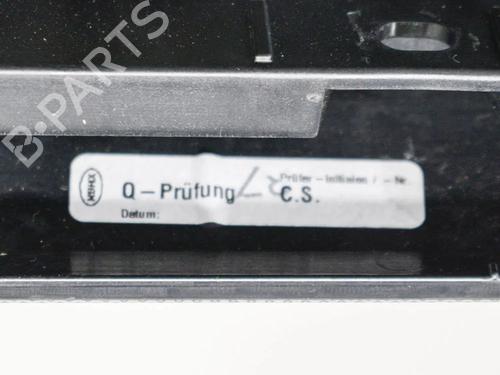 B-PARTS
Prüfer-Initialen / -Nr.
Q-Prüfung C.S.
Datum: